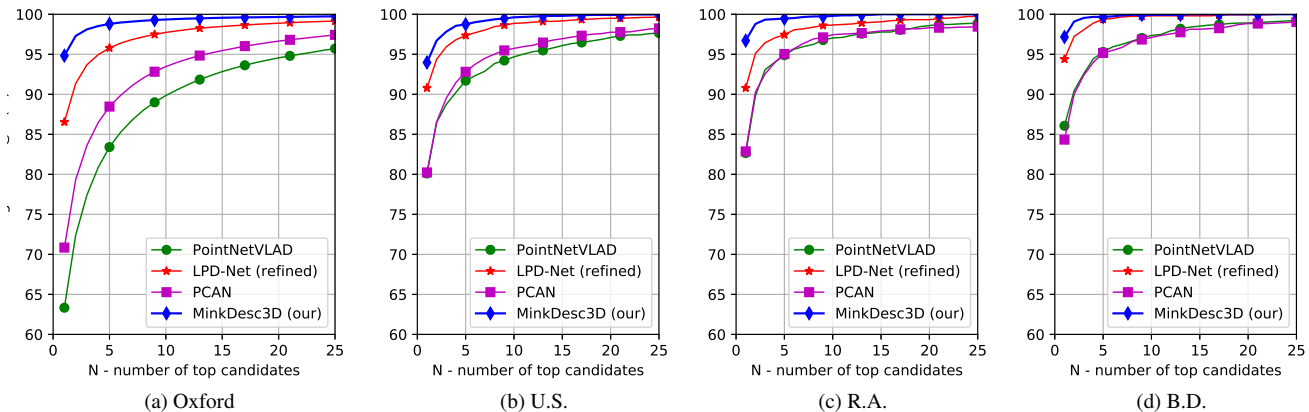 100
95
90
85
80
75
70
65
60
0 5 10 15 20 25
PointNetVLAD
LPD-Net (refined)
PCAN
MinkDesc3D (our)
N - number of top candidates
(a) Oxford
100
95
90
85
80
75
70
65
60
0 5 10 15 20 25
PointNetVLAD
LPD-Net (refined)
PCAN
MinkDesc3D (our)
N - number of top candidates
(b) U.S.
100
95
90
85
80
75
70
65
60
0 5 10 15 20 25
PointNetVLAD
LPD-Net (refined)
PCAN
MinkDesc3D (our)
N - number of top candidates
(c) R.A.
100
95
90
85
80
75
70
65
60
0 5 10 15 20 25
PointNetVLAD
LPD-Net (refined)
PCAN
MinkDesc3D (our)
N - number of top candidates
(d) B.D.